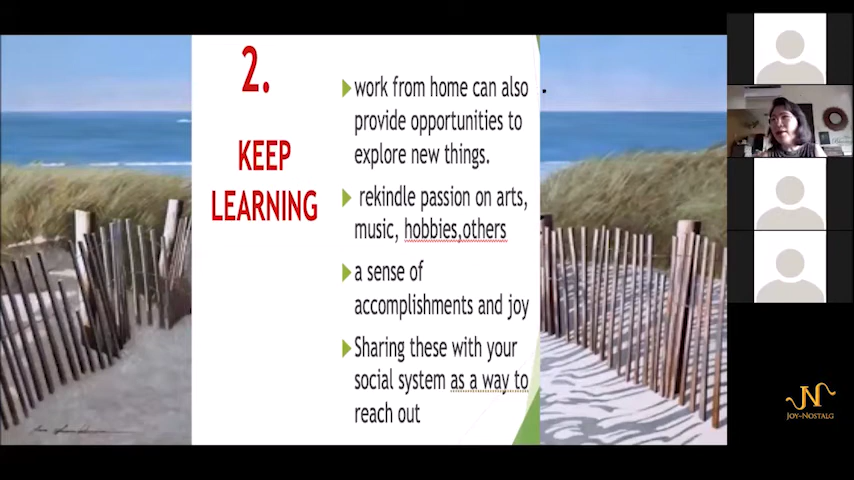 2.
KEEP
LEARNING
work from home can also
provide opportunities to
explore new things.
rekindle passion on arts,
music, hobbies,others
a sense of
accomplishments and joy
Sharing these with your
social system as a way to
reach out
JN
JOY-NOSTALG